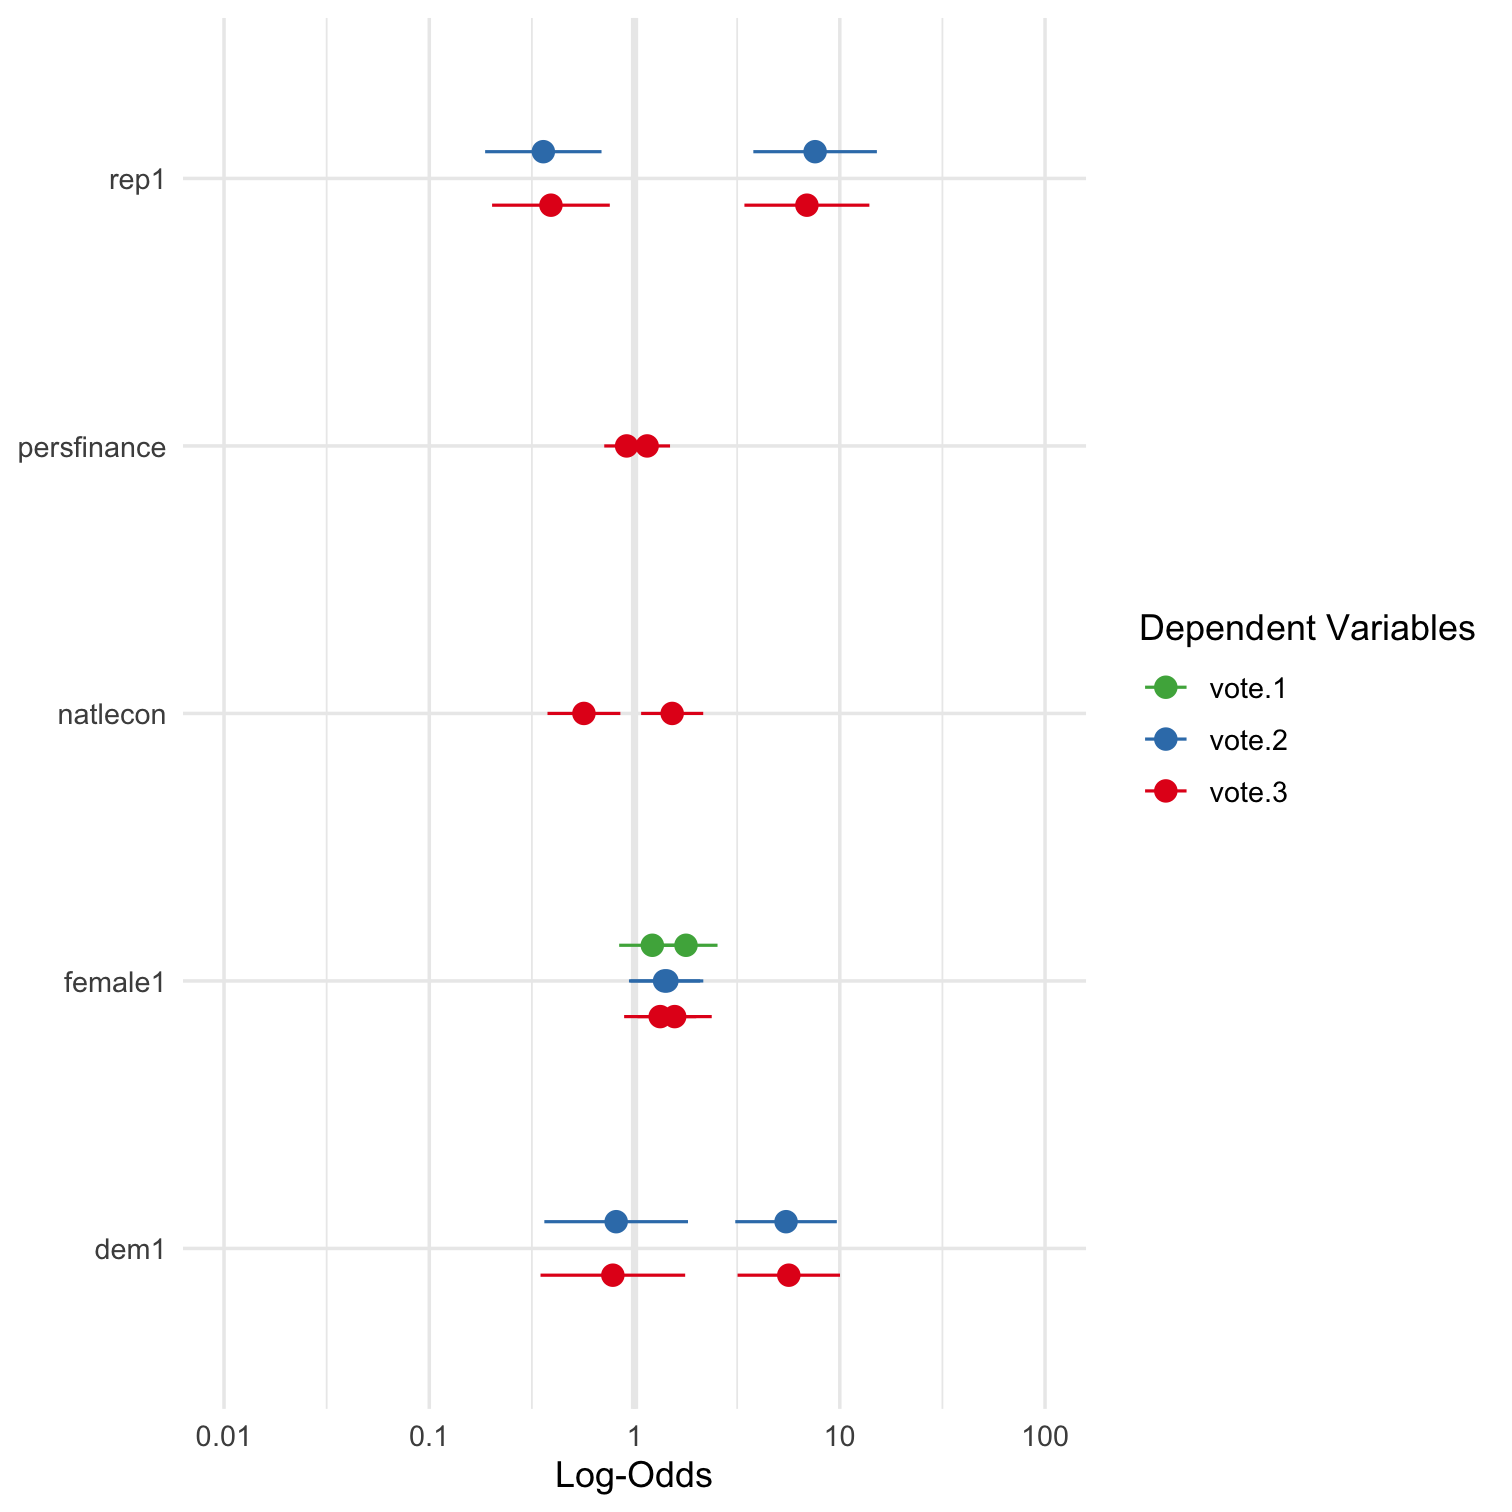 rep1
persfinance
natlecon
female1
dem1
0.01 0.1 1 10 100
Log-Odds
Dependent Variables
vote.1
vote.2
vote.3